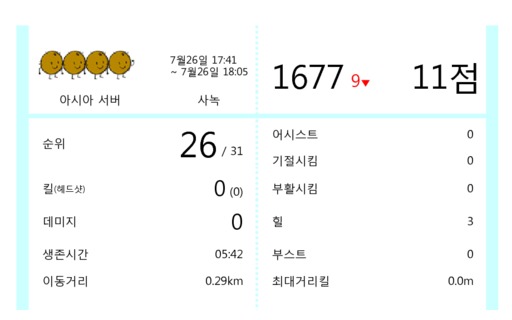 7월26일 17:41
~ 7월26일 18:05
아시아 서버
사녹
1677 9▼ 11점
순위 26 / 31
킬(헤드샷) 0 (0)
데미지 0
생존시간 05:42
이동거리 0.29km
어시스트 0
기절시킴 0
부활시킴 0
힐 3
부스트 0
최대거리킬 0.0m